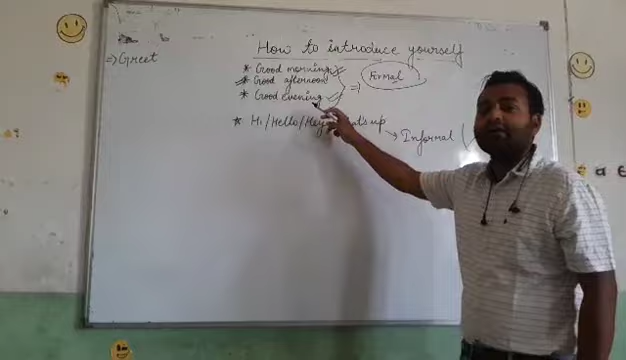 How to introduce yourself
⇒ Greet
* Good morning
* Good afternoon
* Good evening
⇒ Formal
* Hi/Hello/Hey
→ Informal (